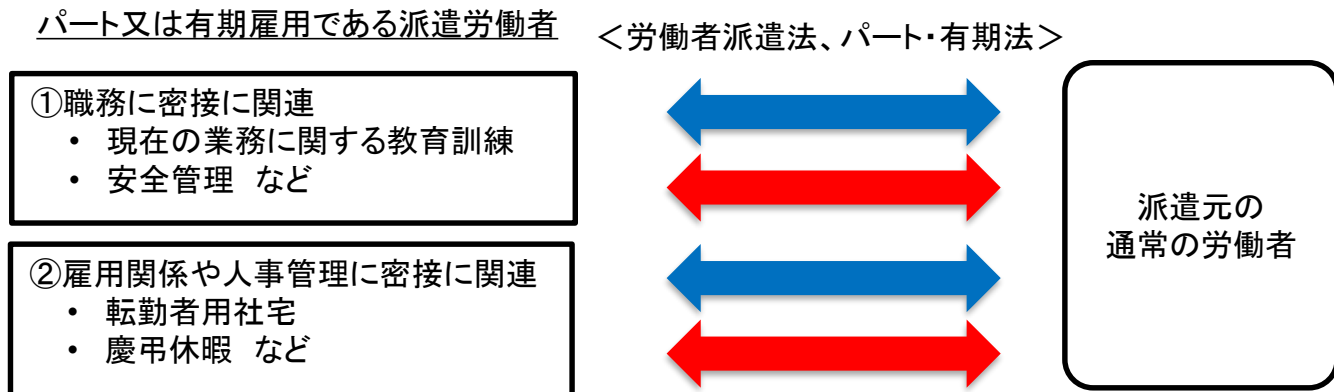 パート又は有期雇用である派遣労働者
＜労働者派遣法、パート・有期法＞
①職務に密接に関連
• 現在の業務に関する教育訓練
• 安全管理 など
②雇用関係や人事管理に密接に関連
• 転勤者用社宅
• 慶弔休暇 など
派遣元の
通常の労働者